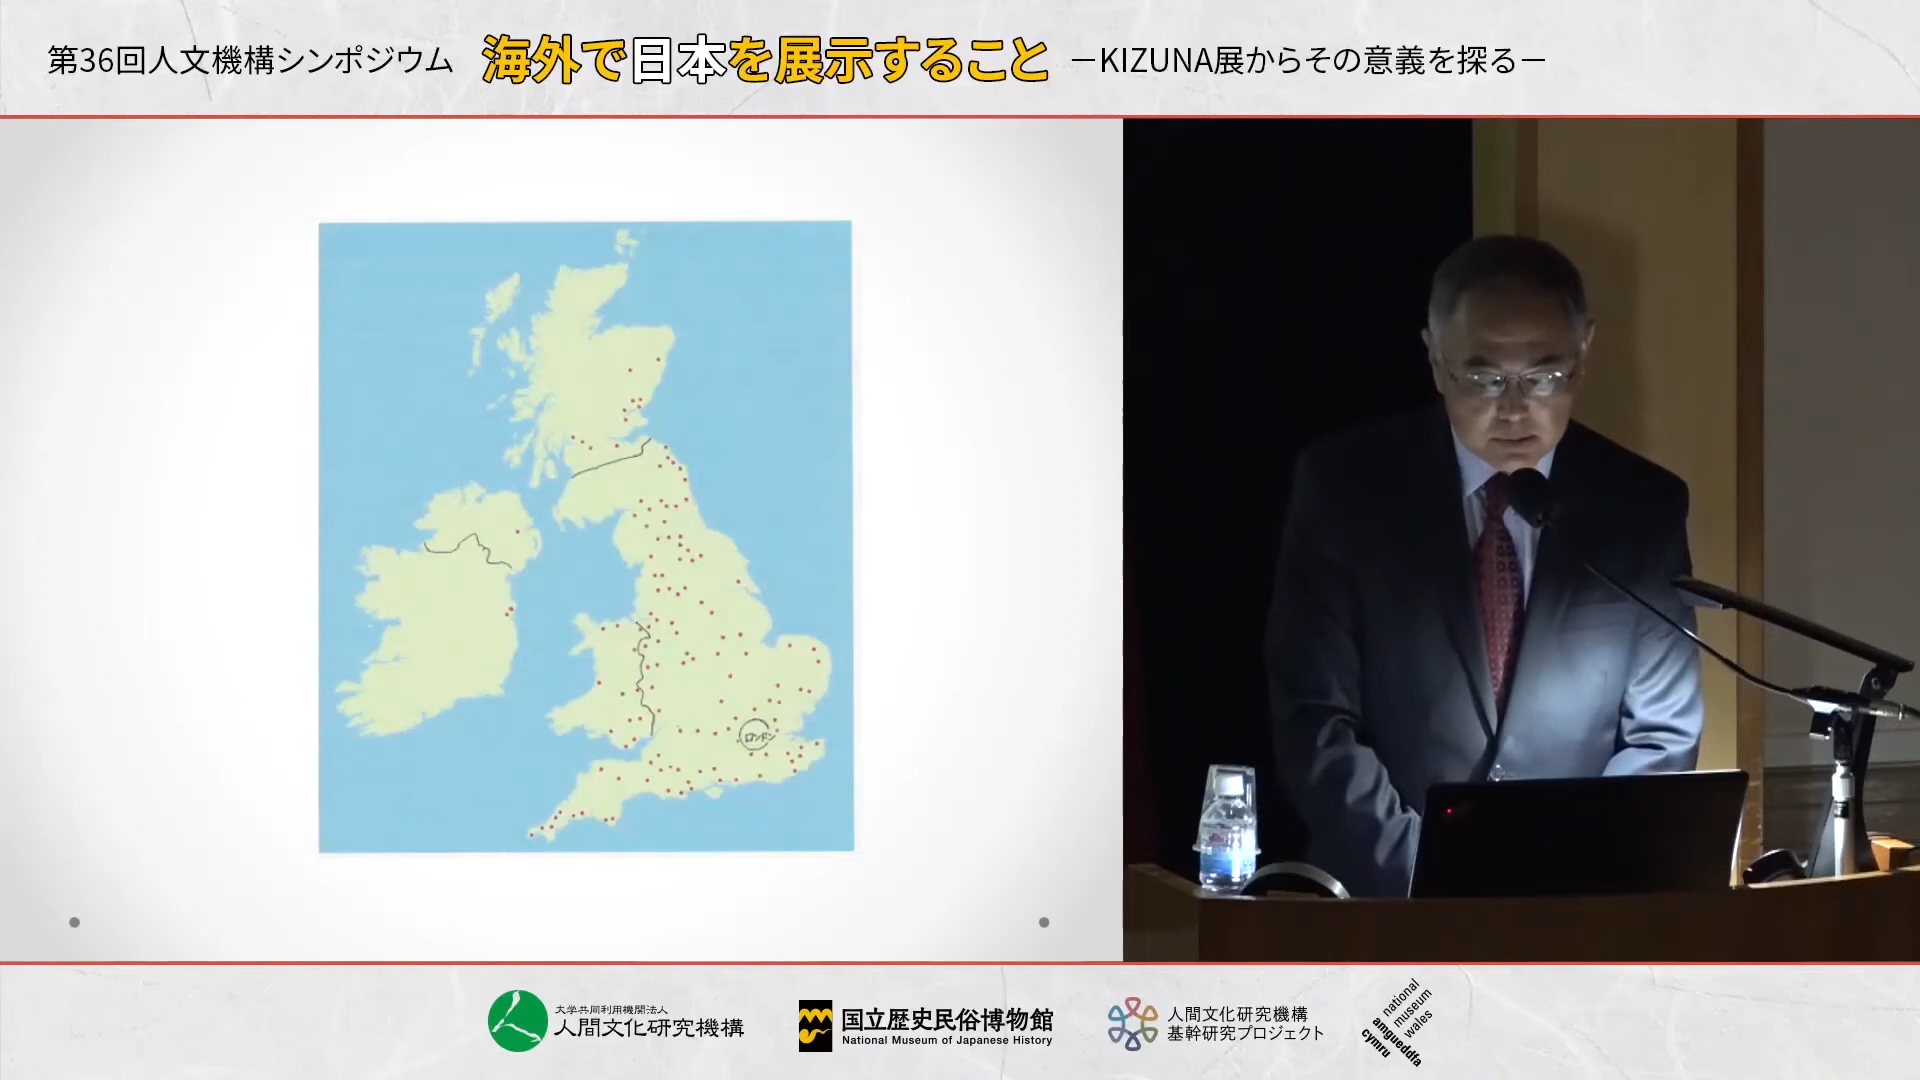 第36回人文機構シンポジウム 海外で日本を展示すること －KIZUNA展からその意義を探る－
ロンドン
大学共同利用機関法人
人間文化研究機構
国立歴史民俗博物館
National Museum of Japanese History
人間文化研究機構
基幹研究プロジェクト
national
museum
wales
amgueddfa
cymru